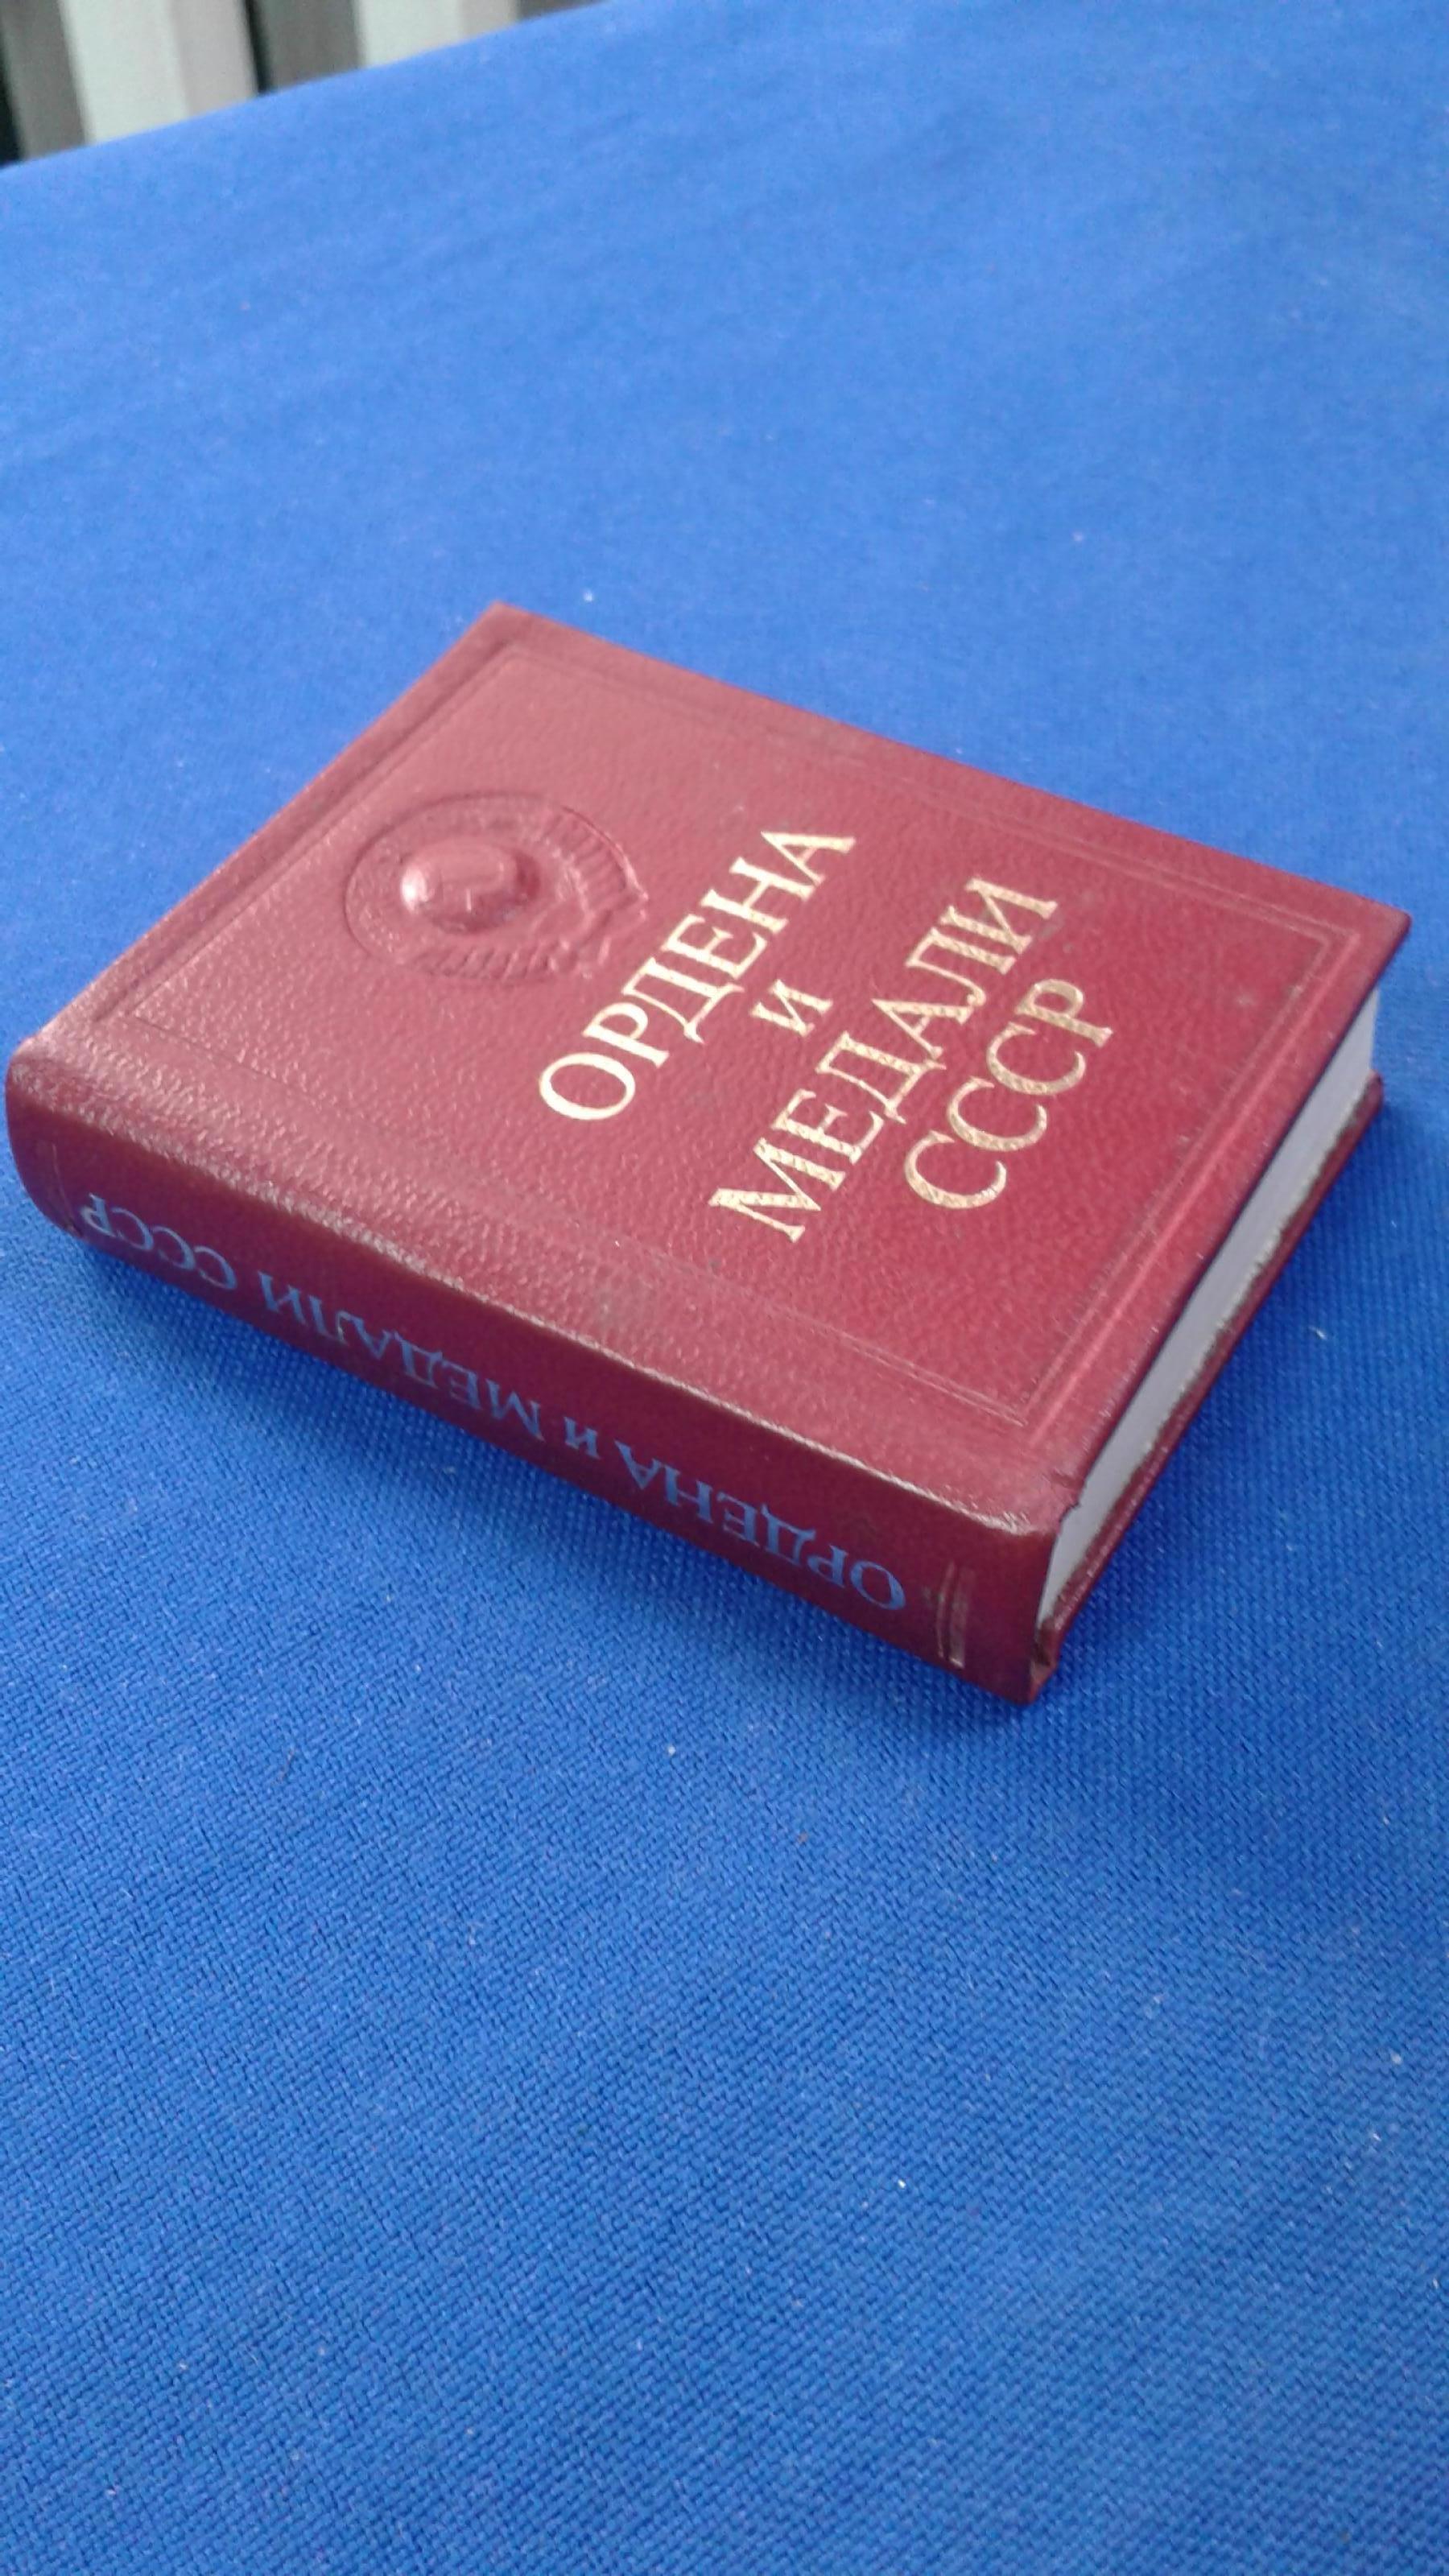 ОРДЕНА
И
МЕДАЛИ
СССР
ОРДЕНА и МЕДАЛИ СССР